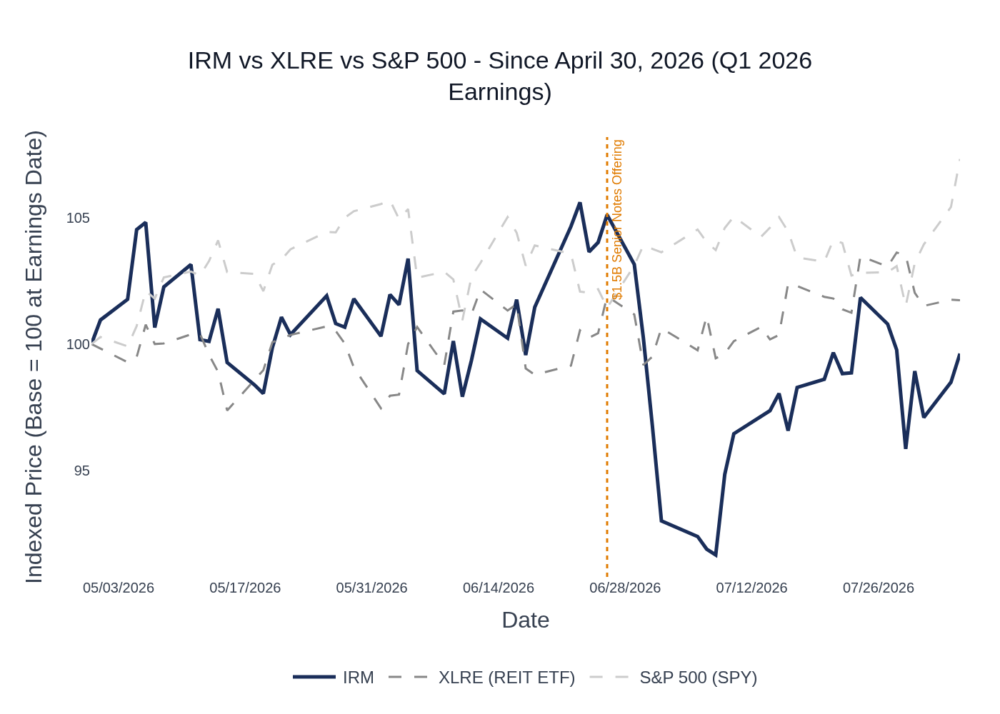 IRM vs XLRE vs S&P 500 - Since April 30, 2026 (Q1 2026
Earnings)
Indexed Price (Base = 100 at Earnings Date)
105
100
95
$1.5B Senior Notes Offering
05/03/2026
05/17/2026
05/31/2026
06/14/2026
06/28/2026
07/12/2026
07/26/2026
Date
IRM
XLRE (REIT ETF)
S&P 500 (SPY)